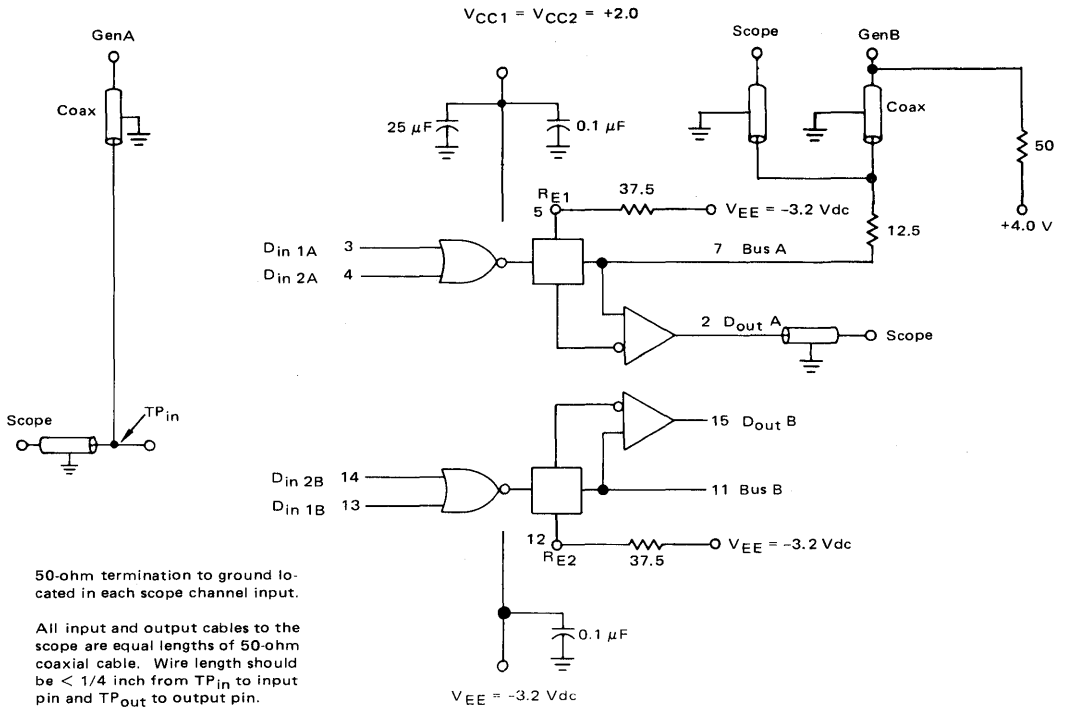 VCC1 = VCC2 = +2.0
GenA
Coax
Scope
GenB
Coax
25 μF
0.1 μF
50
+4.0 V
RE1
5
37.5
VEE = -3.2 Vdc
12.5
Din 1A 3
Din 2A 4
7 Bus A
2 Dout A
Scope
Scope
TPin
15 Dout B
Din 2B 14
Din 1B 13
11 Bus B
12
RE2
37.5
VEE = -3.2 Vdc
50-ohm termination to ground lo-
cated in each scope channel input.
All input and output cables to the
scope are equal lengths of 50-ohm
coaxial cable. Wire length should
be < 1/4 inch from TPin to input
pin and TPout to output pin.
0.1 μF
VEE = -3.2 Vdc